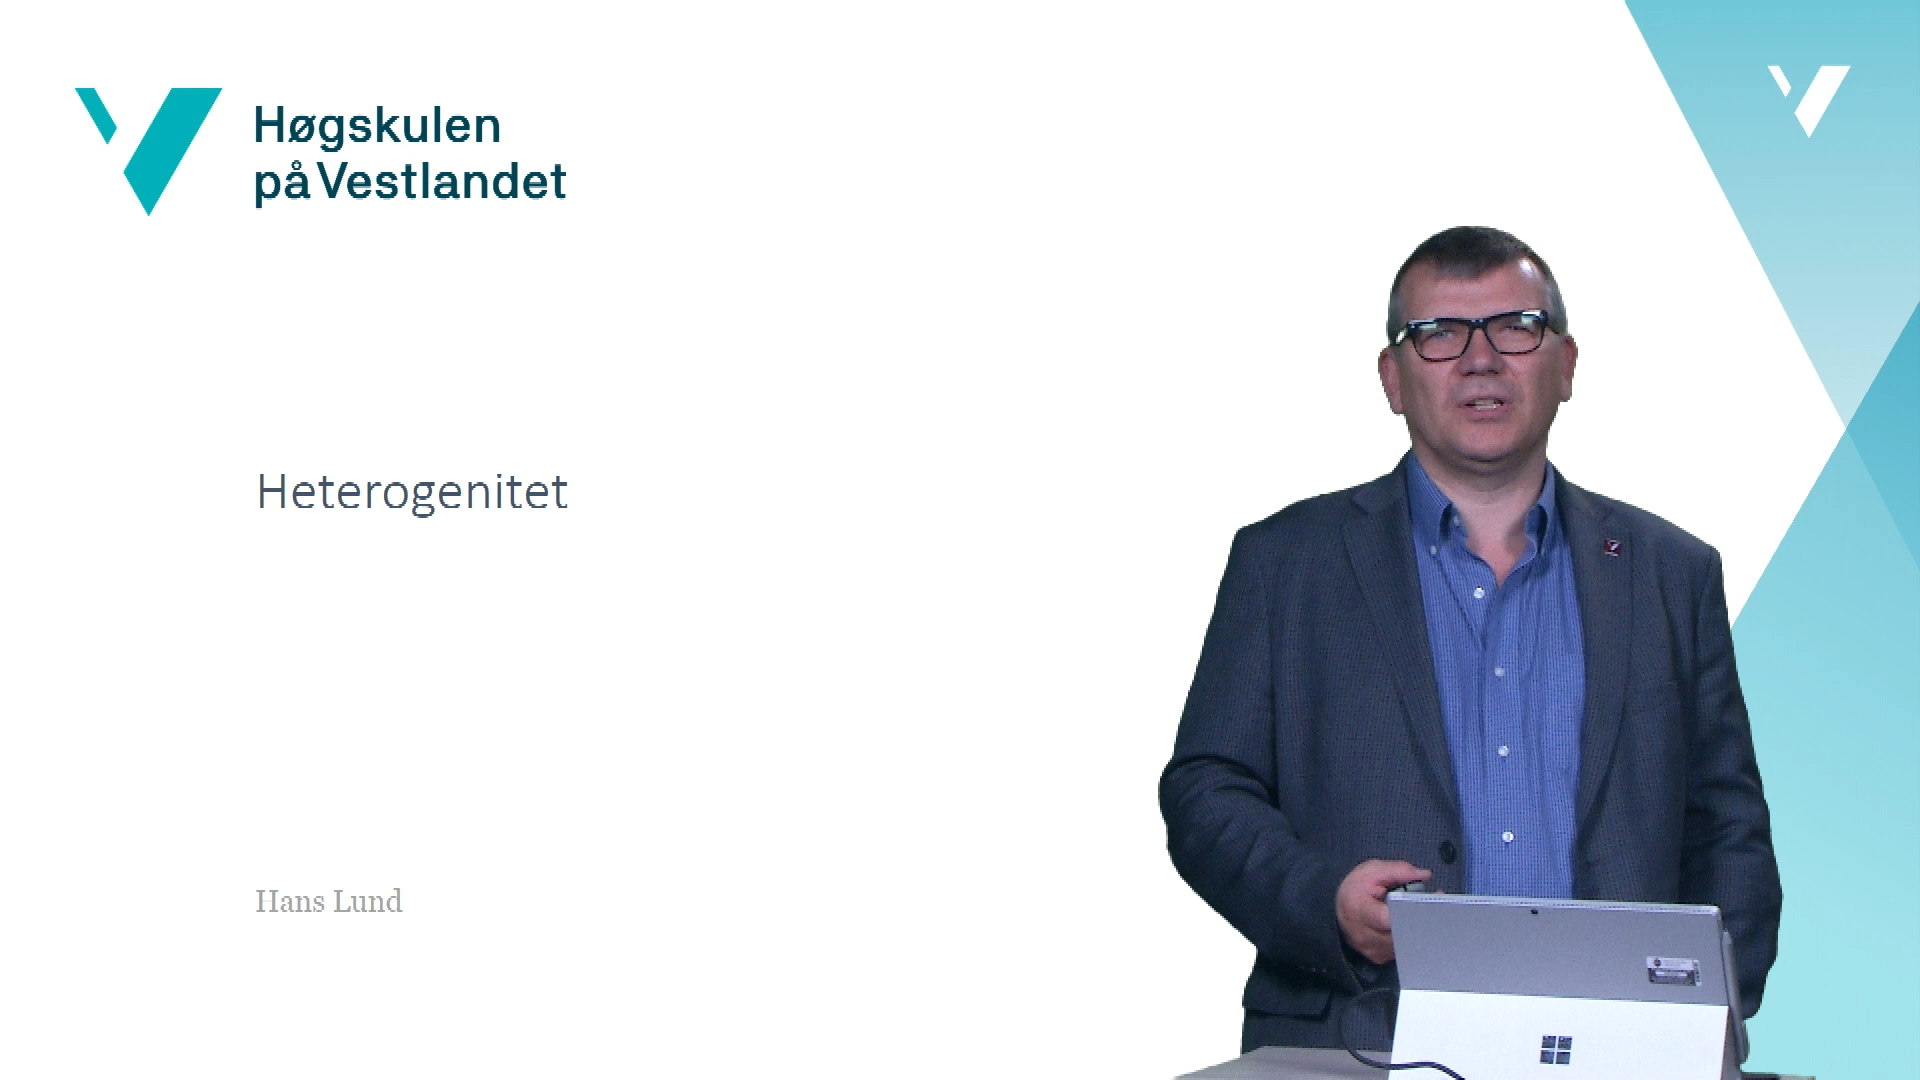 Høgskulen
på Vestlandet
Heterogenitet
Hans Lund